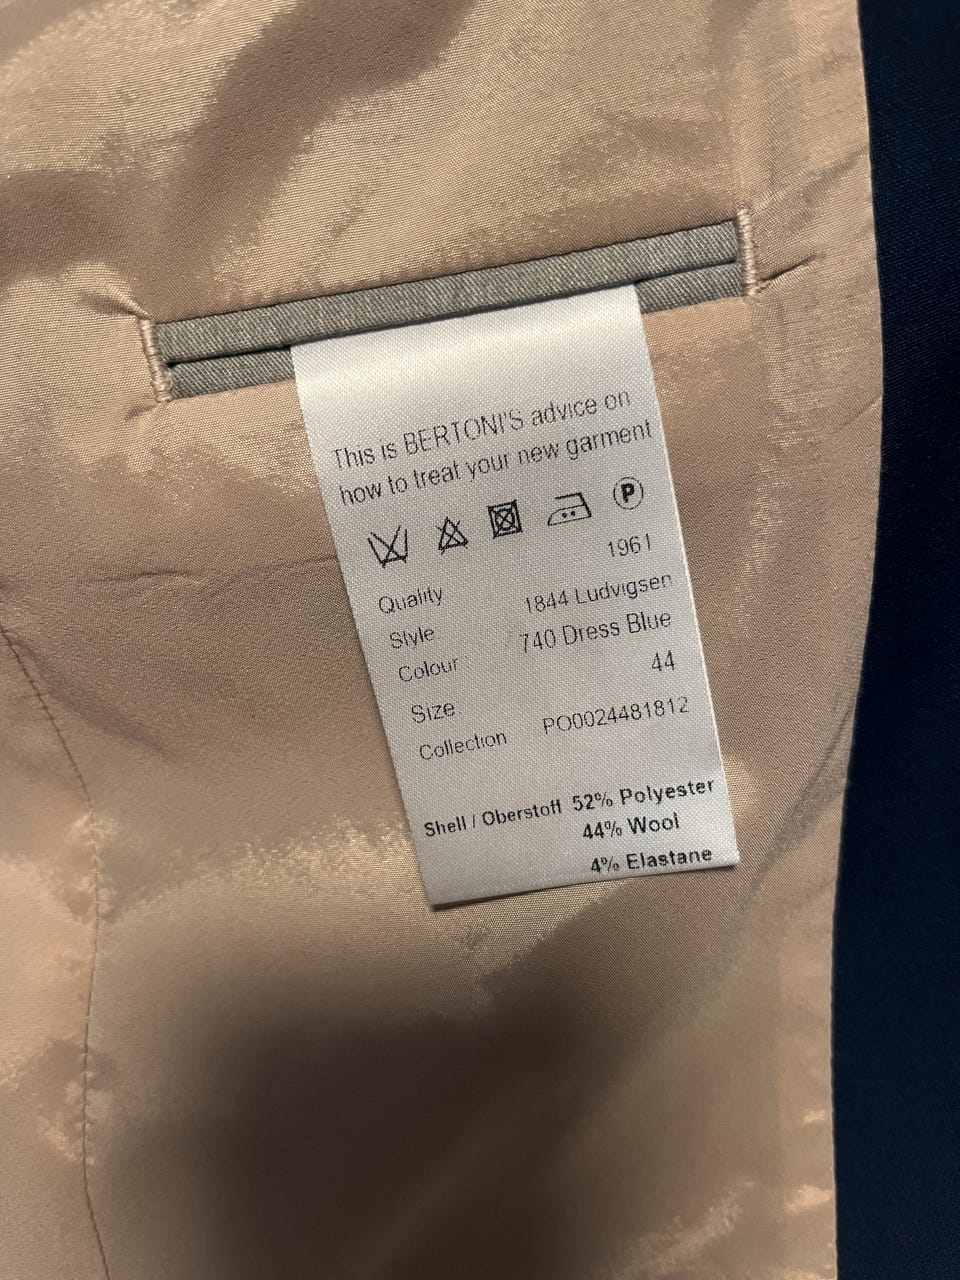 This is BERTONI'S advice on
how to treat your new garment
P
Quality 1961
Style 1844 Ludvigsen
Colour : 740 Dress Blue
Size 44
Collection PO0024481812
Shell / Oberstoff 52% Polyester
44% Wool
4% Elastane